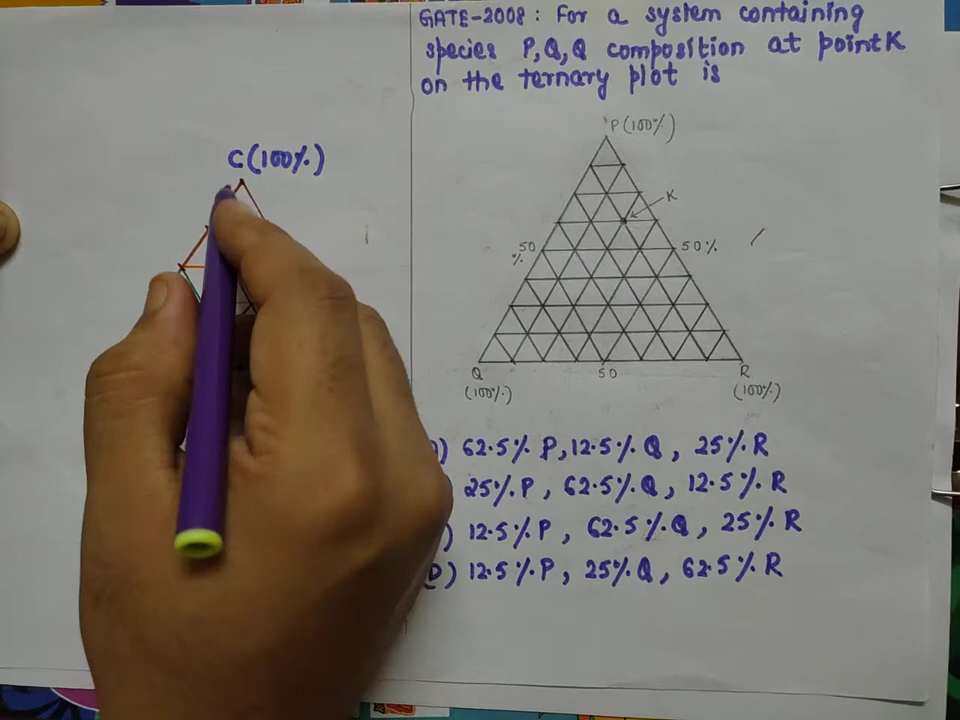 GATE-2008: For a system containing
species P,Q,Q composition at point K
on the ternary plot is
C(100%)
P(100%)
K
50
%
50%
Q
50
R
(100%)
(100%)
) 62.5% P, 12.5% Q, 25% R
25% P, 62.5% Q, 12.5% R
) 12.5% P, 62.5% Q, 25% R
D) 12.5% P, 25% Q, 62.5% R